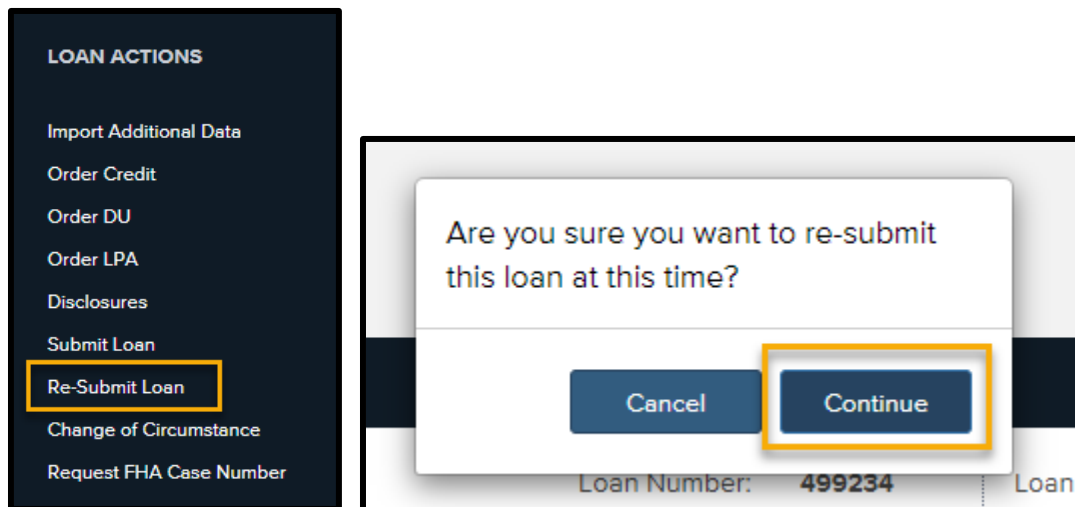 LOAN ACTIONS
Import Additional Data
Order Credit
Order DU
Order LPA
Disclosures
Submit Loan
Re-Submit Loan
Change of Circumstance
Request FHA Case Number
Are you sure you want to re-submit
this loan at this time?
Cancel Continue
Loan Number: 499234 Loan